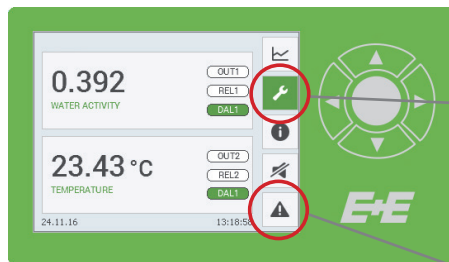 0.392
WATER ACTIVITY
OUT1
REL1
DAL1
23.43 °C
TEMPERATURE
OUT2
REL2
DAL1
24.11.16
13:18:58
E+E